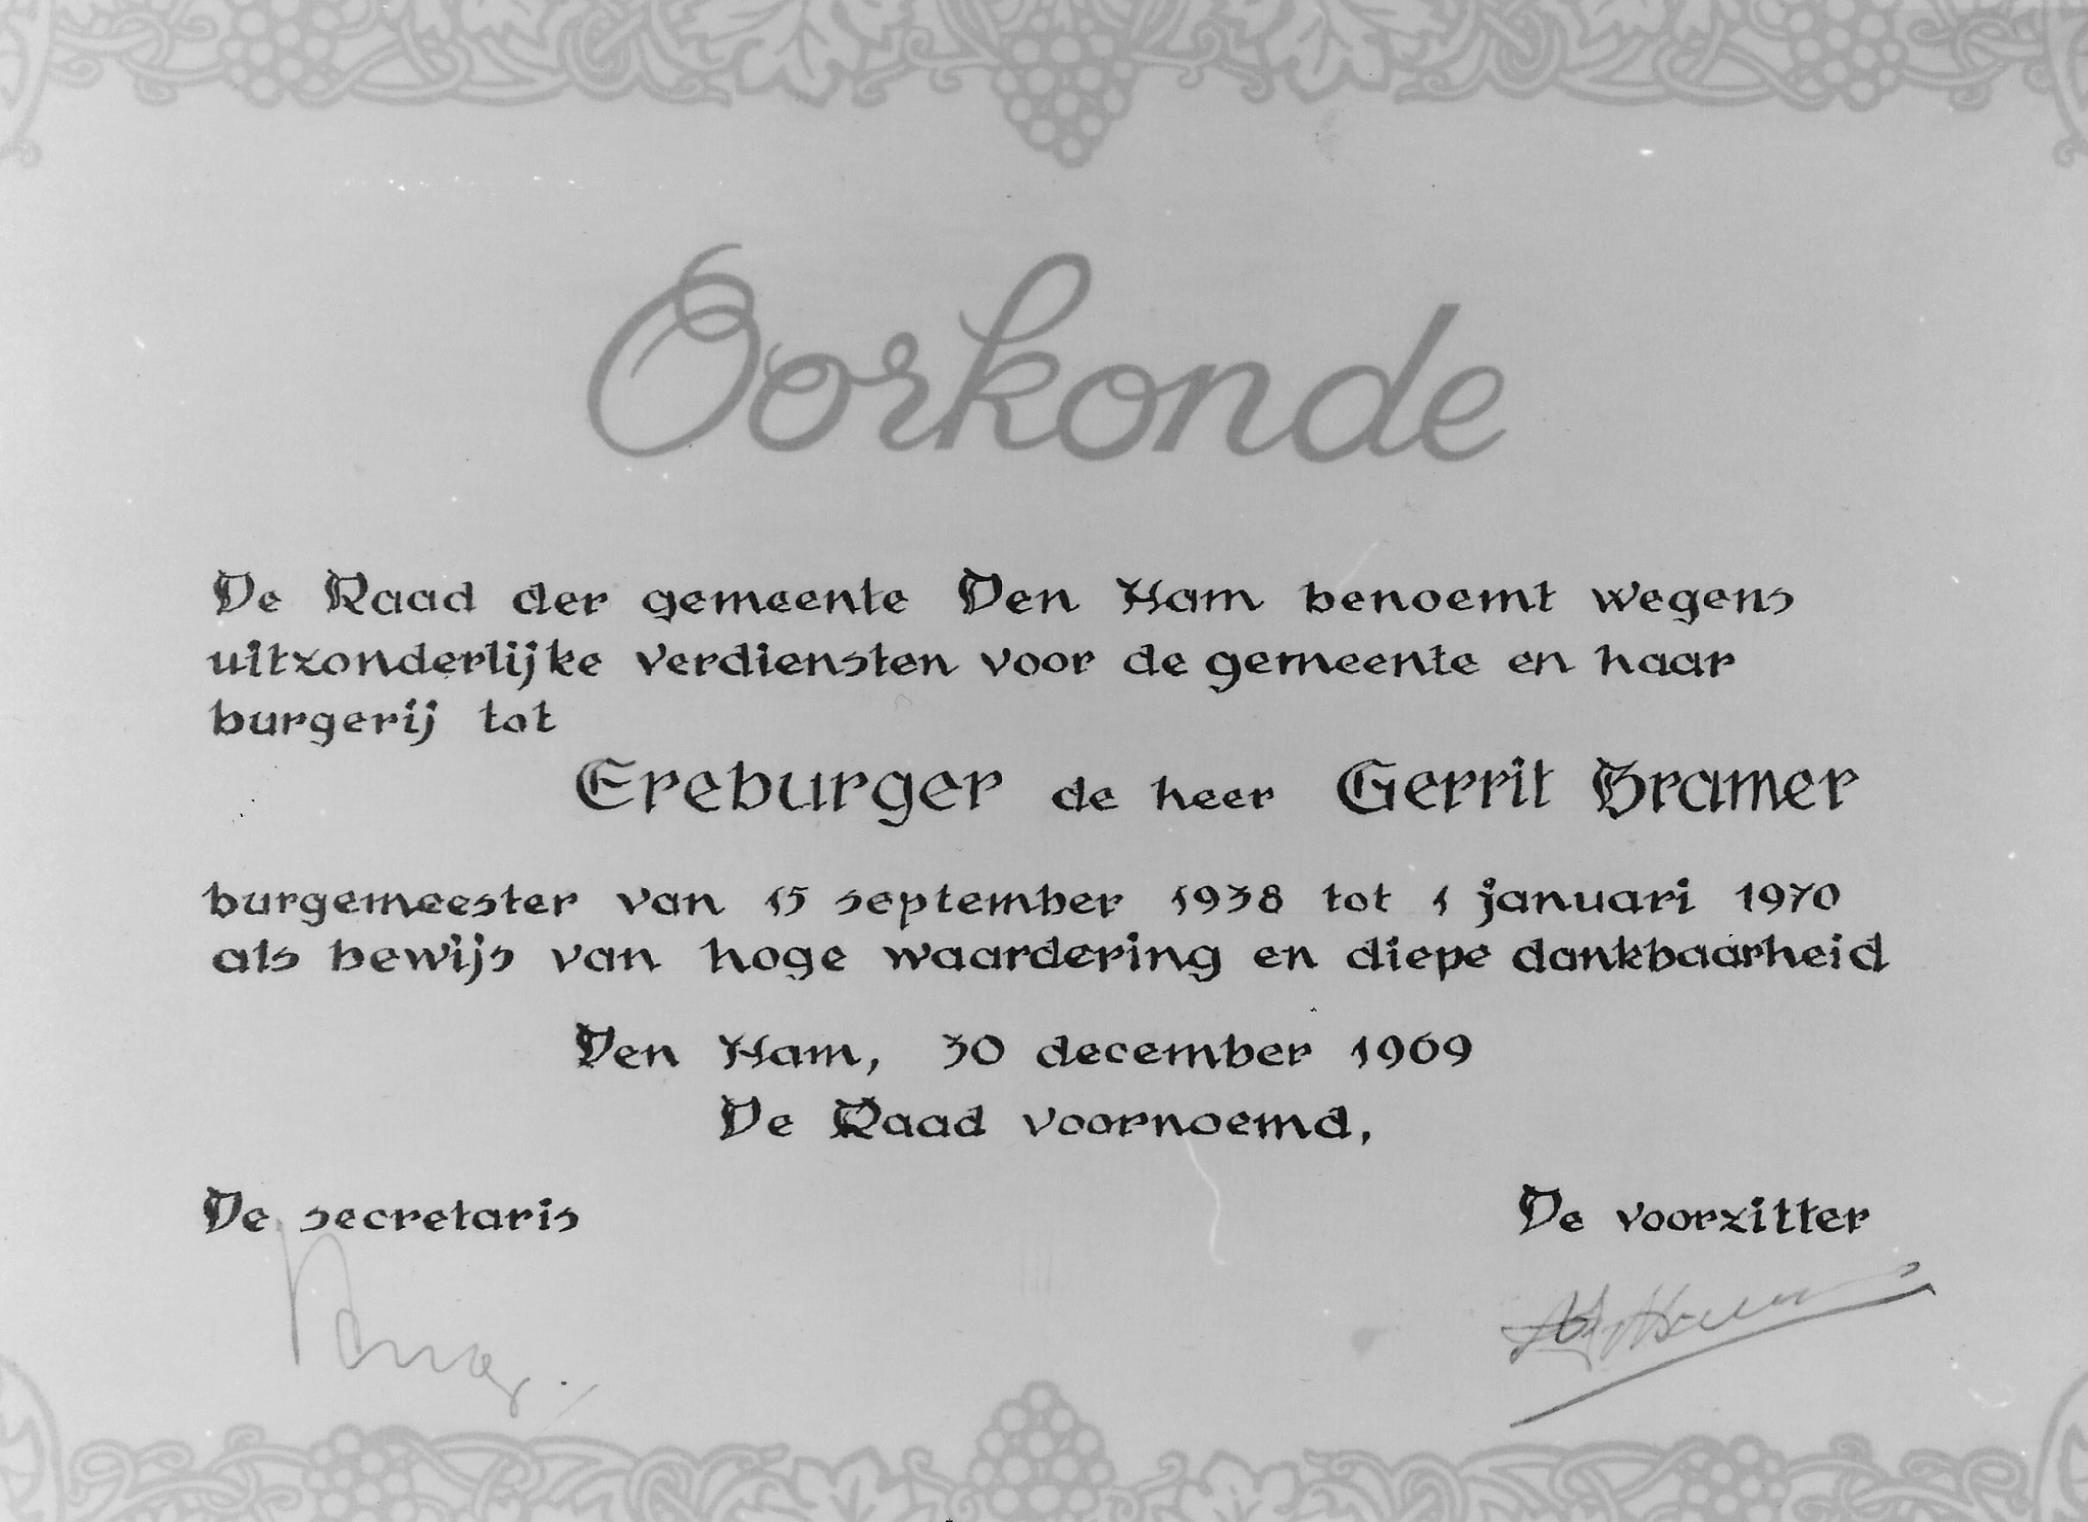 Oorkonde
De Raad der gemeente Den Ham benoemt wegens
uitzonderlijke verdiensten voor de gemeente en haar
burgerij tot
Ereburger de heer Gerrit Bramer
burgemeester van 15 september 1938 tot 1 januari 1970
als bewijs van hoge waardering en diepe dankbaarheid
Den Ham, 30 december 1969
De Raad voornoemd,
De secretaris De voorzitter